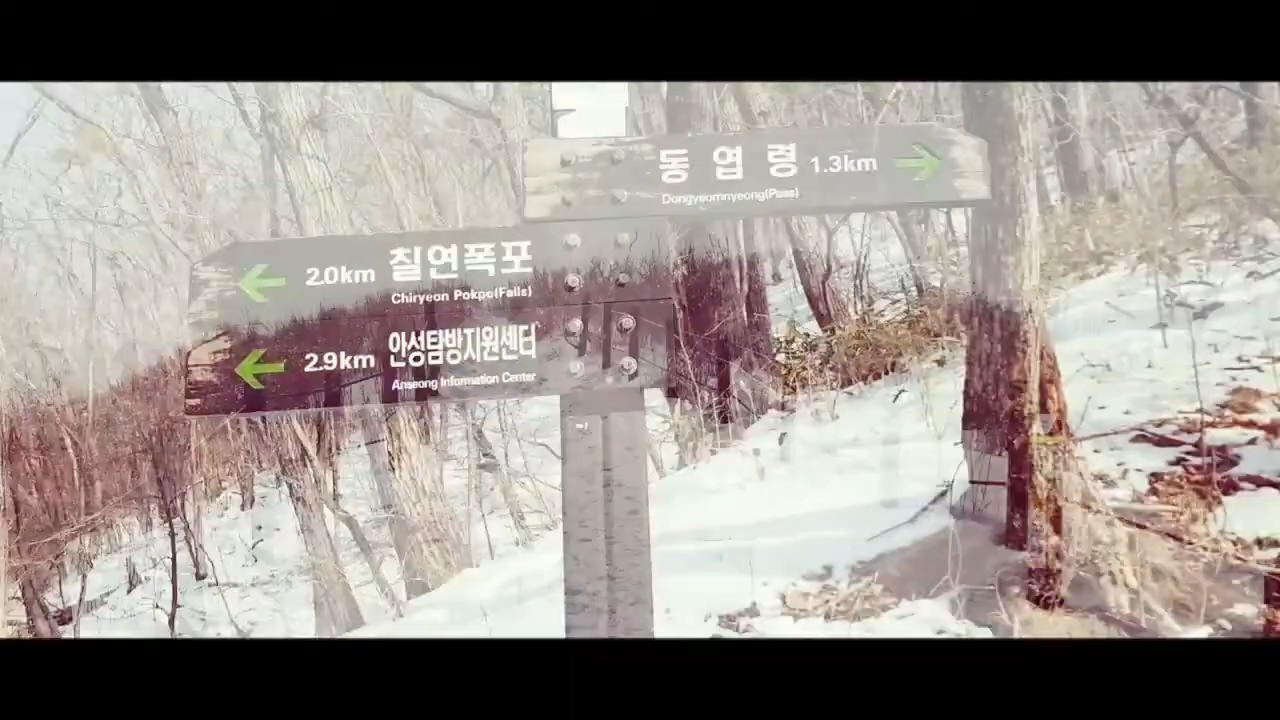 동엽령 1.3km
Dongyeomnyeong(Pass)
2.0km 칠연폭포
Chiryeon Pokpo(Falls)
2.9km 안성탐방지원센터
Anseong Information Center